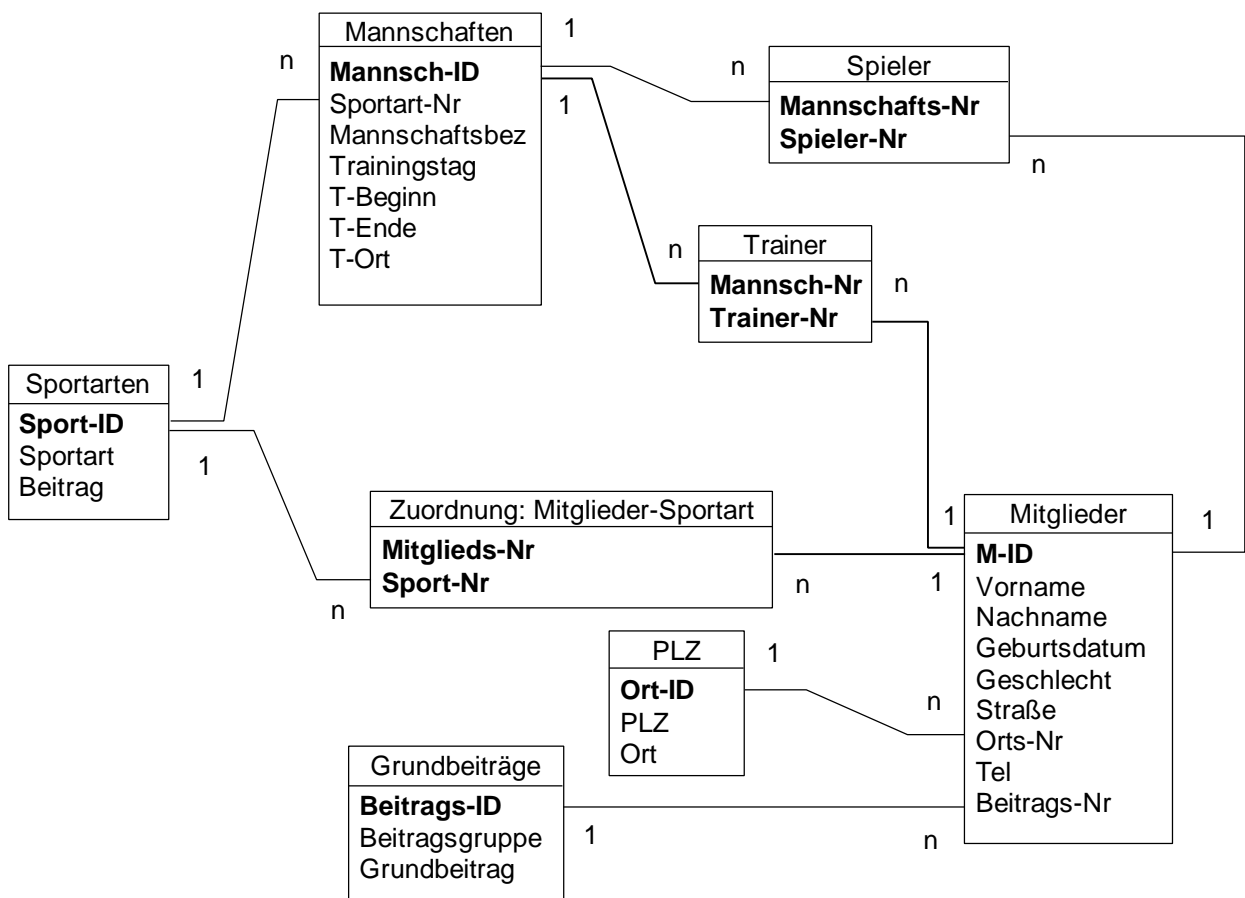 Mannschaften
Mannsch-ID
Sportart-Nr
Mannschaftsbez
Trainingstag
T-Beginn
T-Ende
T-Ort
1
n
1
n
Spieler
Mannschafts-Nr
Spieler-Nr
n
n
Trainer
Mannsch-Nr
Trainer-Nr
n
Sportarten
Sport-ID
Sportart
Beitrag
1
1
n
Zuordnung: Mitglieder-Sportart
Mitglieds-Nr
Sport-Nr
n
1
1
Mitglieder
M-ID
Vorname
Nachname
Geburtsdatum
Geschlecht
Straße
Orts-Nr
Tel
Beitrags-Nr
1
PLZ
Ort-ID
PLZ
Ort
1
n
Grundbeiträge
Beitrags-ID
Beitragsgruppe
Grundbeitrag
1
n